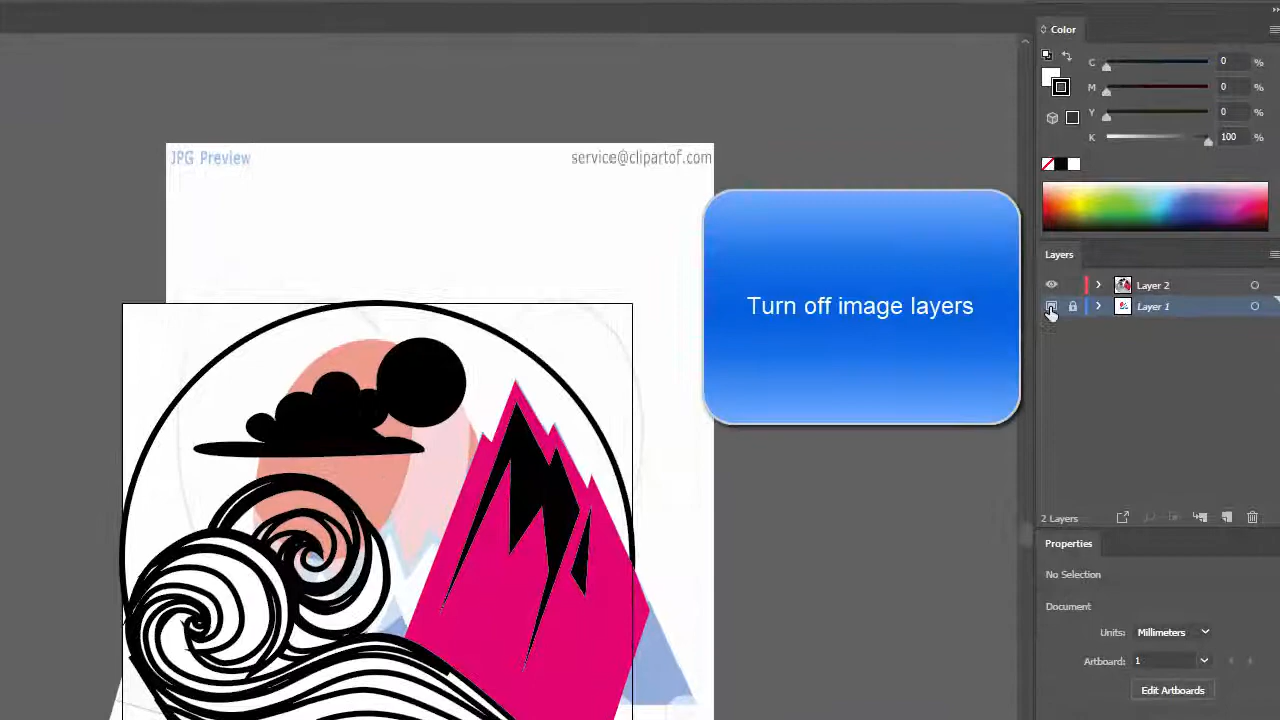 Color
C 0 %
M 0 %
Y 0 %
K 100 %
JPG Preview
service@clipartof.com
Turn off image layers
Layers
Layer 2
Layer 1
2 Layers
Properties
No Selection
Document
Units: Millimeters
Artboard: 1
Edit Artboards